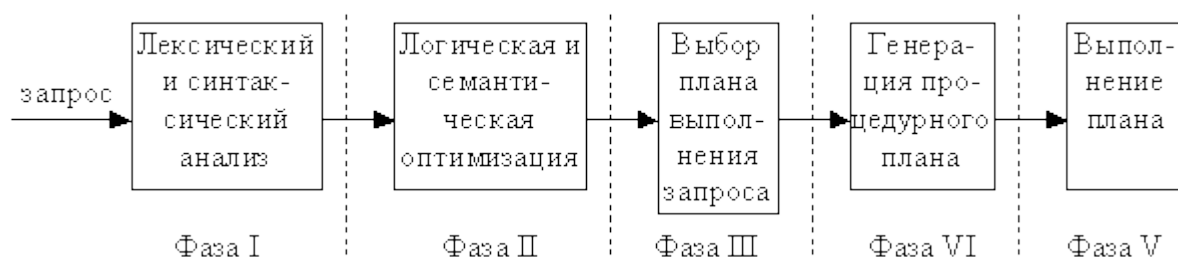 запрос
Лексический
и синтак-
сический
анализ
Логическая и
семанти-
ческая
оптимизация
Выбор
плана
выпол-
нения
запроса
Генера-
ция про-
цедурного
плана
Выпол-
нение
плана
Фаза I
Фаза II
Фаза III
Фаза VI
Фаза V